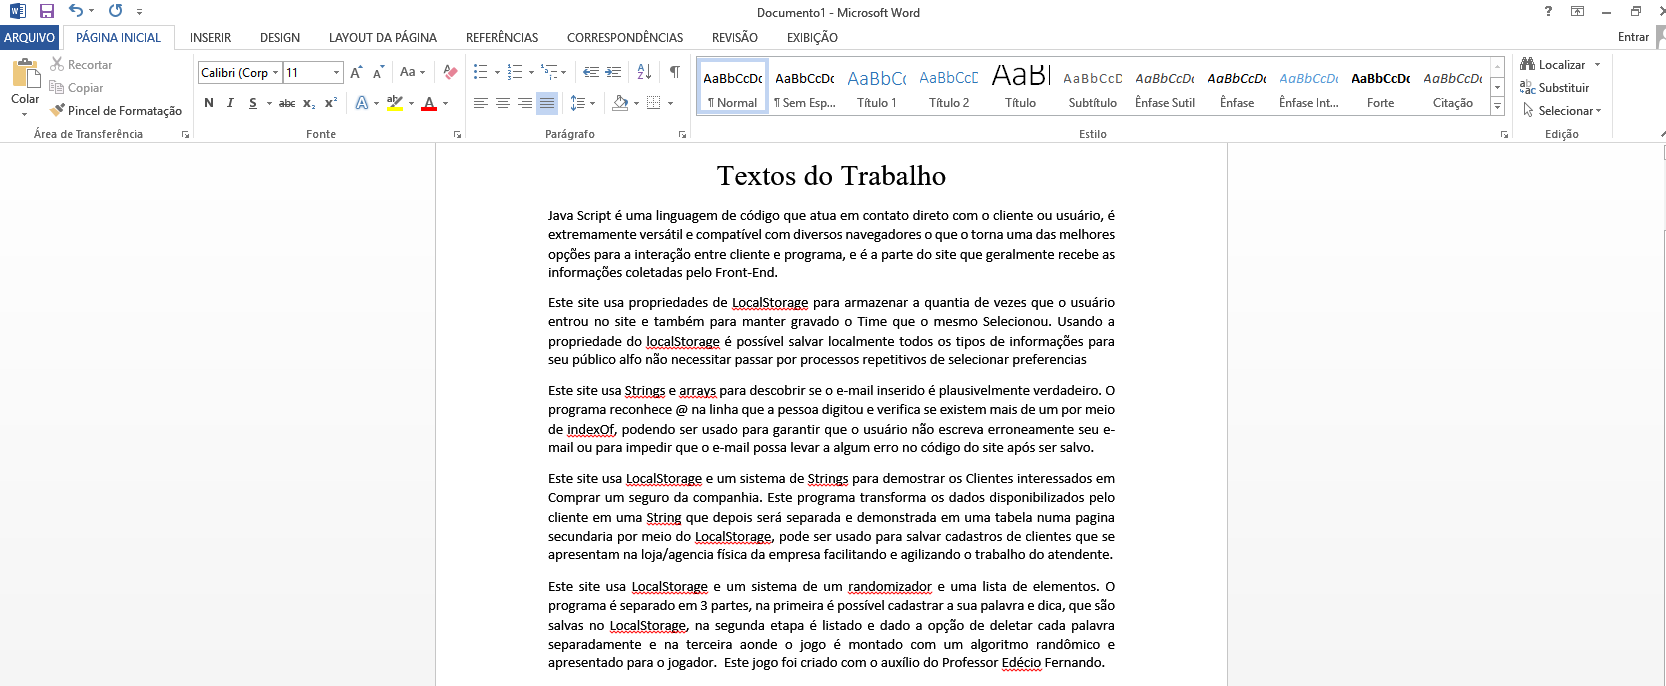 Documento1 - Microsoft Word
?
ARQUIVO PÁGINA INICIAL INSERIR DESIGN LAYOUT DA PÁGINA REFERÊNCIAS CORRESPONDÊNCIAS REVISÃO EXIBIÇÃO Entrar
Colar
Recortar
Copiar
Pincel de Formatação
Área de Transferência
Calibri (Corp 11 Aa
N I S abc x₂ x² A ab A
Fonte
Parágrafo
AaBbCcDc AaBbCcDc AaBbCc AaBbCcD AaBl AaBbCcD AaBbCcDc AaBbCcDc AaBbCcDc AaBbCcDc AaBbCcDc
¶ Normal ¶ Sem Esp... Título 1 Título 2 Título Subtítulo Ênfase Sutil Ênfase Ênfase Int... Forte Citação
Estilo
Localizar
Substituir
Selecionar
Edição
Textos do Trabalho
Java Script é uma linguagem de código que atua em contato direto com o cliente ou usuário, é
extremamente versátil e compatível com diversos navegadores o que o torna uma das melhores
opções para a interação entre cliente e programa, e é a parte do site que geralmente recebe as
informações coletadas pelo Front-End.
Este site usa propriedades de LocalStorage para armazenar a quantia de vezes que o usuário
entrou no site e também para manter gravado o Time que o mesmo Selecionou. Usando a
propriedade do localStorage é possível salvar localmente todos os tipos de informações para
seu público alfo não necessitar passar por processos repetitivos de selecionar preferencias
Este site usa Strings e arrays para descobrir se o e-mail inserido é plausivelmente verdadeiro. O
programa reconhece @ na linha que a pessoa digitou e verifica se existem mais de um por meio
de indexOf, podendo ser usado para garantir que o usuário não escreva erroneamente seu e-
mail ou para impedir que o e-mail possa levar a algum erro no código do site após ser salvo.
Este site usa LocalStorage e um sistema de Strings para demostrar os Clientes interessados em
Comprar um seguro da companhia. Este programa transforma os dados disponibilizados pelo
cliente em uma String que depois será separada e demonstrada em uma tabela numa pagina
secundaria por meio do LocalStorage, pode ser usado para salvar cadastros de clientes que se
apresentam na loja/agencia física da empresa facilitando e agilizando o trabalho do atendente.
Este site usa LocalStorage e um sistema de um randomizador e uma lista de elementos. O
programa é separado em 3 partes, na primeira é possível cadastrar a sua palavra e dica, que são
salvas no LocalStorage, na segunda etapa é listado e dado a opção de deletar cada palavra
separadamente e na terceira aonde o jogo é montado com um algoritmo randômico e
apresentado para o jogador. Este jogo foi criado com o auxílio do Professor Edécio Fernando.